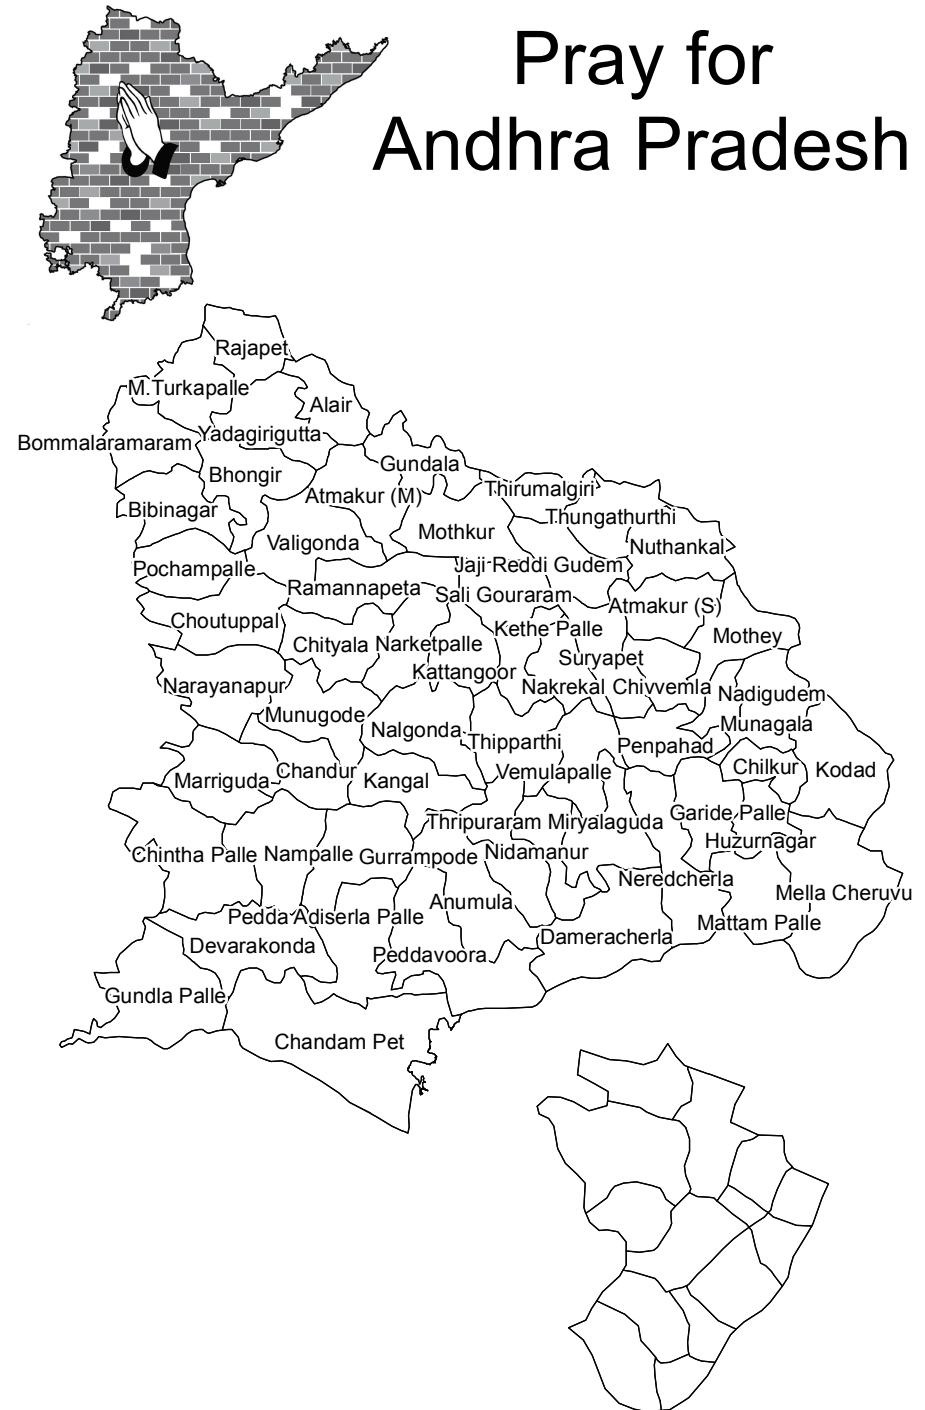 Pray for
Andhra Pradesh
Rajapet
M.Turkapalle
Alair
Bommalaramaram
Yadagirigutta
Gundala
Bhongir
Thirumalgiri
Atmakur (M)
Bibinagar
Thungathurthi
Mothkur
Valigonda
Nuthankal
Pochampalle
Jaji-Reddi Gudem
Ramannapeta
Sali Gouraram
Atmakur (S)
Choutuppal
Kethe Palle
Mothey
Chityala
Narketpalle
Suryapet
Kattangoor
Narayanapur
Nakrekal
Chivvemla
Nadigudem
Munugode
Munagala
Nalgonda
Thipparthi
Penpahad
Chandur
Vemulapalle
Chilkur
Kodad
Marriguda
Kangal
Garide Palle
Thripuraram
Miryalaguda
Huzurnagar
Chintha Palle
Nampalle
Gurrampode
Nidamanur
Neredcherla
Mella Cheruvu
Anumula
Pedda Adiserla Palle
Mattam Palle
Devarakonda
Dameracherla
Peddavoora
Gundla Palle
Chandam Pet